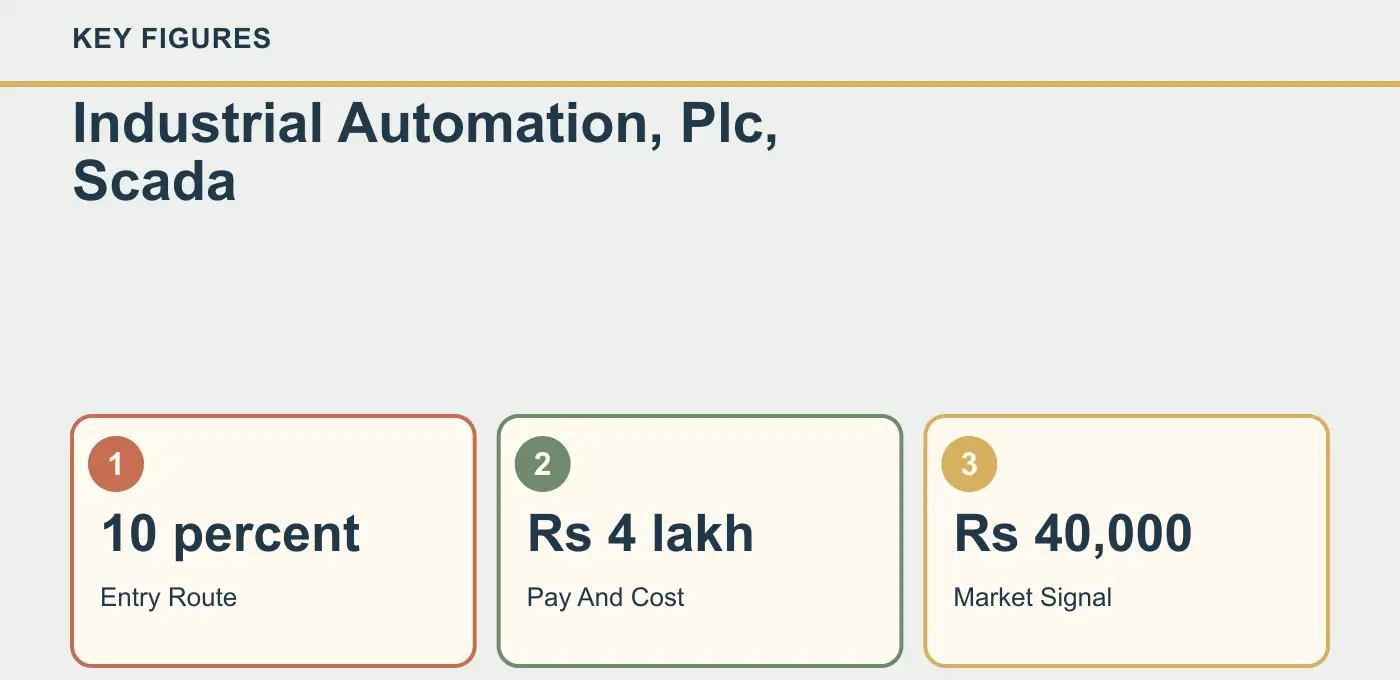 KEY FIGURES
Industrial Automation, Plc,
Scada
1
10 percent
Entry Route
2
Rs 4 lakh
Pay And Cost
3
Rs 40,000
Market Signal